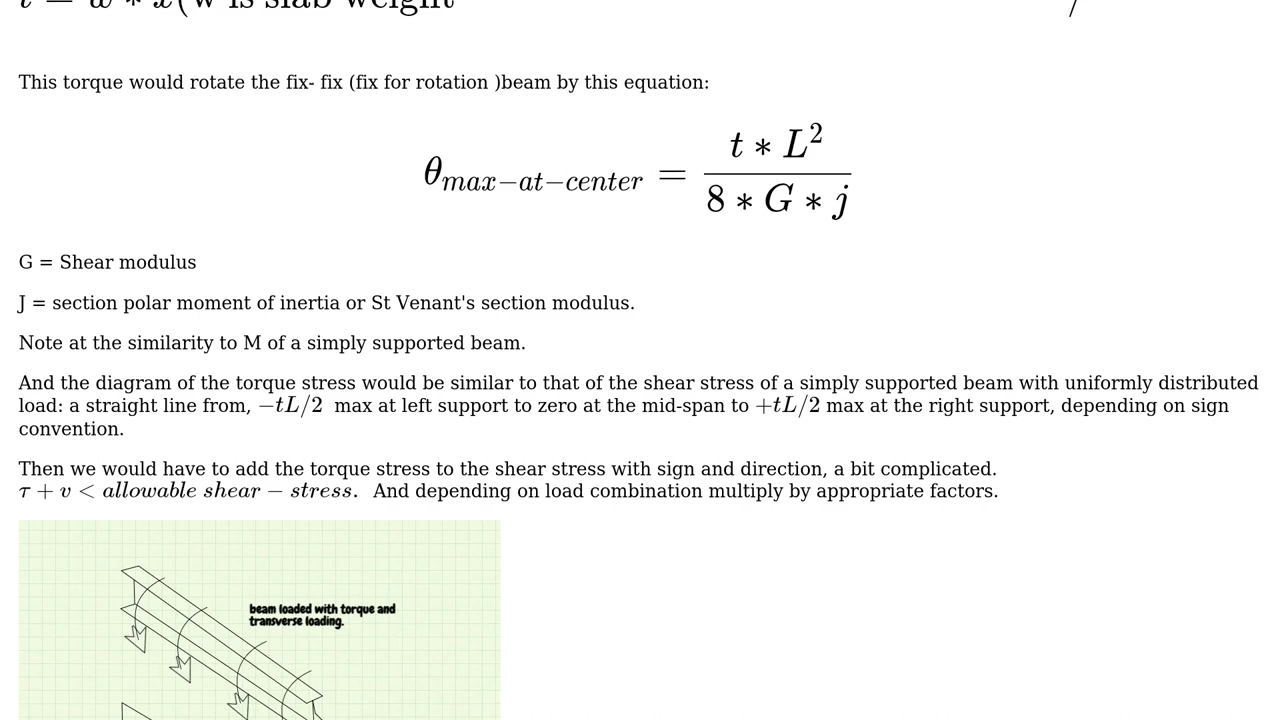 This torque would rotate the fix- fix (fix for rotation )beam by this equation:
θ_{max−at−center} = \frac{t * L^2}{8 * G * j}
G = Shear modulus
J = section polar moment of inertia or St Venant's section modulus.
Note at the similarity to M of a simply supported beam.
And the diagram of the torque stress would be similar to that of the shear stress of a simply supported beam with uniformly distributed
load: a straight line from, −tL/2 max at left support to zero at the mid-span to +tL/2 max at the right support, depending on sign
convention.
Then we would have to add the torque stress to the shear stress with sign and direction, a bit complicated.
τ + v < allowable shear − stress. And depending on load combination multiply by appropriate factors.
beam loaded with torque and
transverse loading.